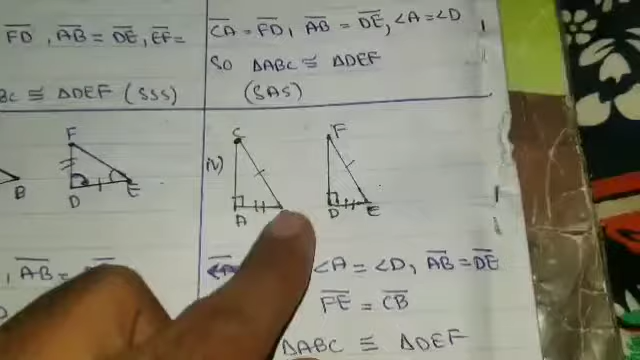 FD, AB = DE, EF =
BC ≅ ΔDEF (SSS)
CA = FD, AB = DE, ∠A = ∠D
SO ΔABC ≅ ΔDEF
(SAS)
F
D
E
B
iv)
C
A
F
D
E
, AB =
∠A = ∠D, AB = DE
FE = CB
ΔABC ≅ ΔDEF